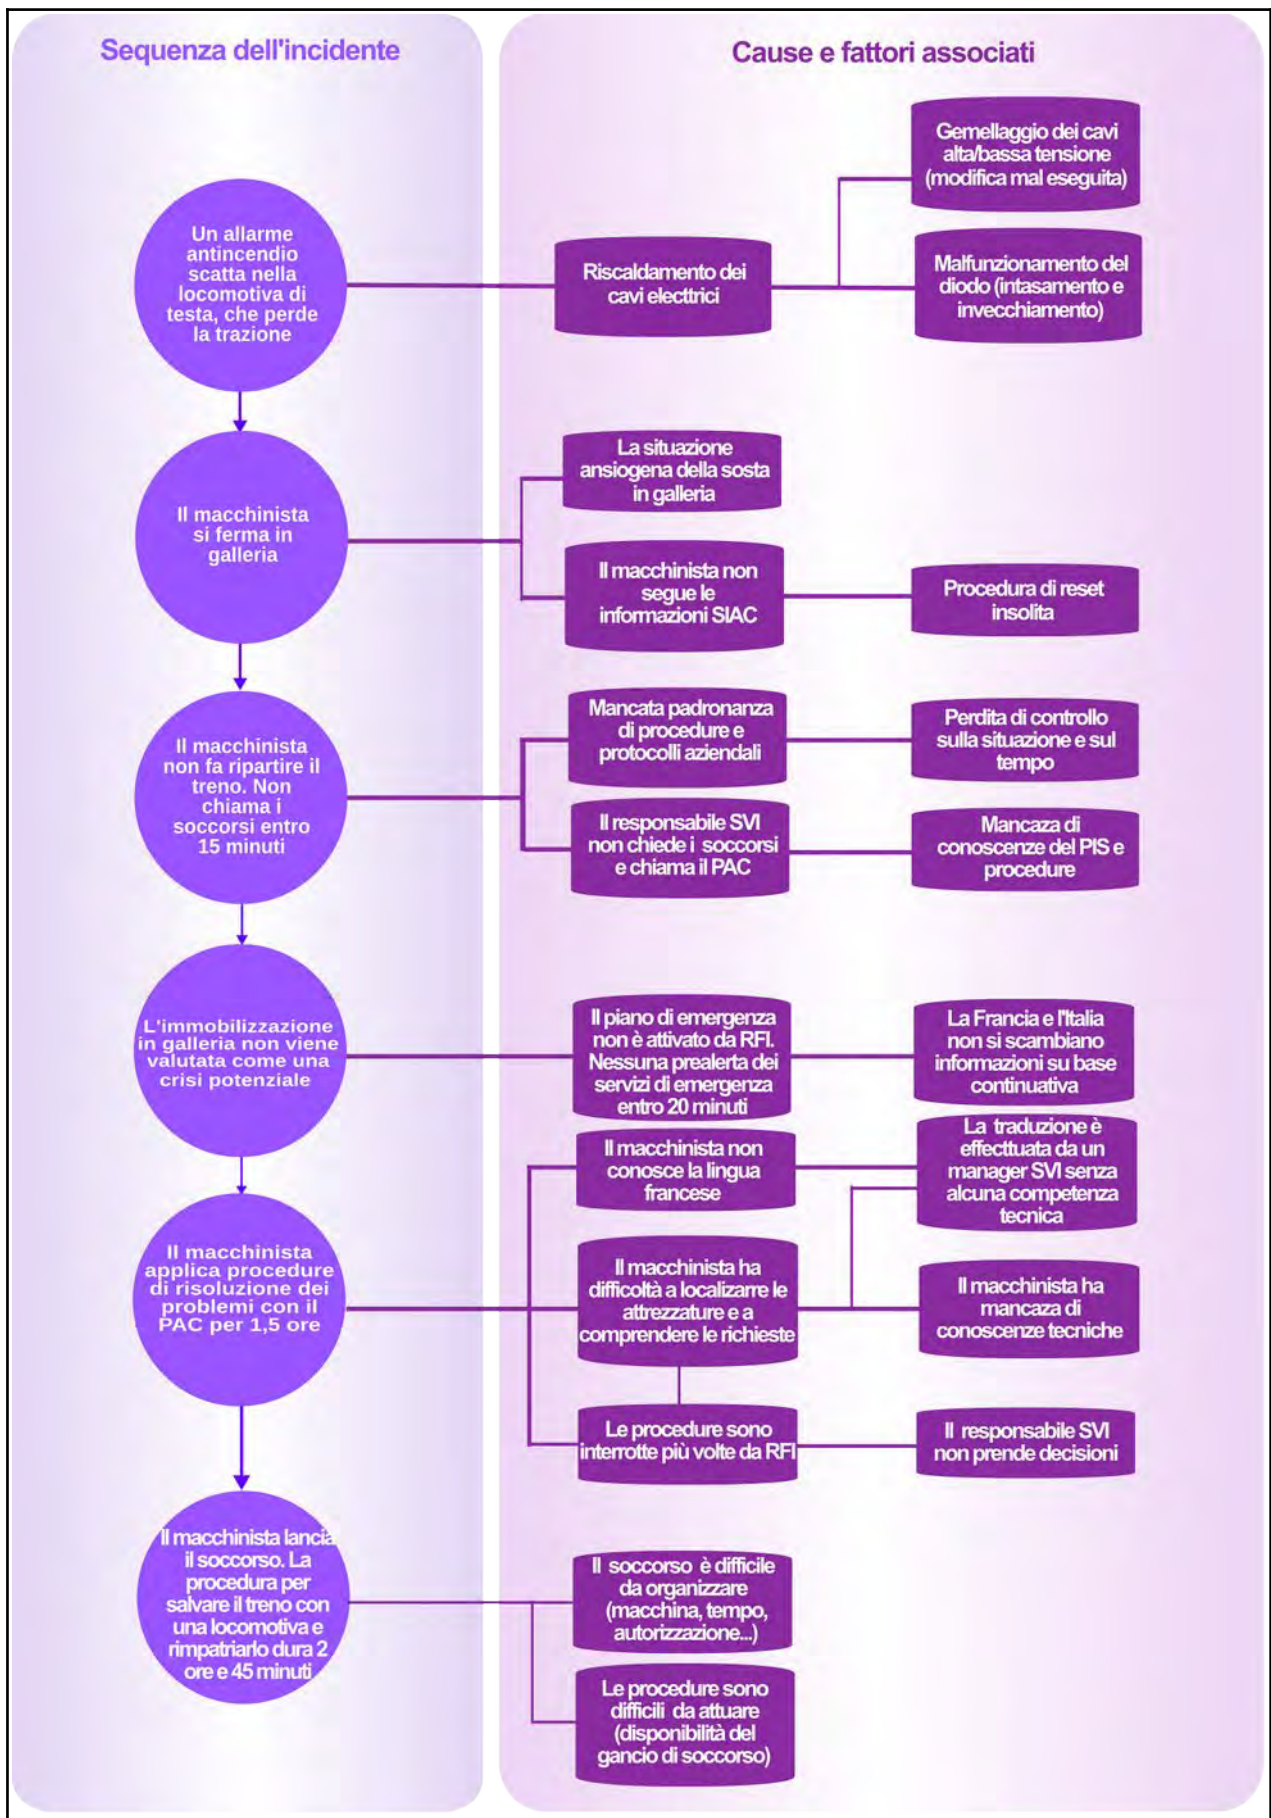 Sequenza dell'incidente
Cause e fattori associati
Un allarme
antincendio
scatta nella
locomotiva di
testa, che perde
la trazione
Riscaldamento dei
cavi electtrici
Gemellaggio dei cavi
alta/bassa tensione
(modifica mal eseguita)
Malfunzionamento del
diodo (intasamento e
invecchiamento)
Il macchinista
si ferma in
galleria
La situazione
ansiogena della sosta
in galleria
Il macchinista non
segue le
informazioni SIAC
Procedura di reset
insolita
Il macchinista
non fa ripartire il
treno. Non
chiama i
soccorsi entro
15 minuti
Mancata padronanza
di procedure e
protocolli aziendali
Perdita di controllo
sulla situazione e sul
tempo
Il responsabile SVI
non chiede i soccorsi
e chiama il PAC
Mancaza di
conoscenze del PIS e
procedure
L'immobilizzazione
in galleria non viene
valutata come una
crisi potenziale
Il piano di emergenza
non è attivato da RFI.
Nessuna prealerta dei
servizi di emergenza
entro 20 minuti
La Francia e l'Italia
non si scambiano
informazioni su base
continuativa
Il macchinista
applica procedure
di risoluzione dei
problemi con il
PAC per 1,5 ore
Il macchinista non
conosce la lingua
francese
La traduzione è
effecttuata da un
manager SVI senza
alcuna competenza
tecnica
Il macchinista ha
difficoltà a localizarre le
attrezzature e a
comprendere le richieste
Il macchinista ha
mancaza di
conoscenze tecniche
Le procedure sono
interrotte più volte da RFI
Il responsabile SVI
non prende decisioni
Il macchinista lancia
il soccorso. La
procedura per
salvare il treno con
una locomotiva e
rimpatriarlo dura 2
ore e 45 minuti
Il soccorso è difficile
da organizzare
(macchina, tempo,
autorizzazione...)
Le procedure sono
difficili da attuare
(disponibilità del
gancio di soccorso)